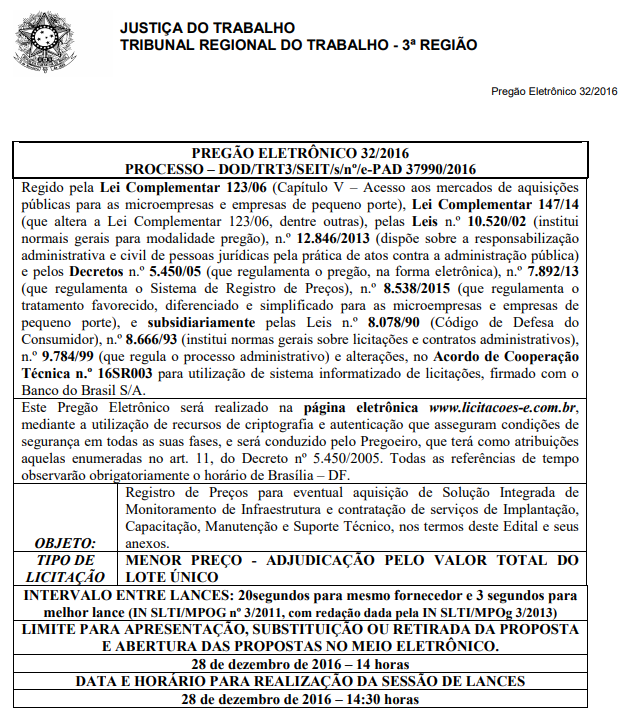 JUSTIÇA DO TRABALHO
TRIBUNAL REGIONAL DO TRABALHO - 3ª REGIÃO
Pregão Eletrônico 32/2016
PREGÃO ELETRÔNICO 32/2016
PROCESSO – DOD/TRT3/SEIT/s/nº/e-PAD 37990/2016
Regido pela Lei Complementar 123/06 (Capítulo V – Acesso aos mercados de aquisições
públicas para as microempresas e empresas de pequeno porte), Lei Complementar 147/14
(que altera a Lei Complementar 123/06, dentre outras), pelas Leis n.º 10.520/02 (institui
normais gerais para modalidade pregão), n.º 12.846/2013 (dispõe sobre a responsabilização
administrativa e civil de pessoas jurídicas pela prática de atos contra a administração pública)
e pelos Decretos n.º 5.450/05 (que regulamenta o pregão, na forma eletrônica), n.º 7.892/13
(que regulamenta o Sistema de Registro de Preços), n.º 8.538/2015 (que regulamenta o
tratamento favorecido, diferenciado e simplificado para as microempresas e empresas de
pequeno porte), e subsidiariamente pelas Leis n.º 8.078/90 (Código de Defesa do
Consumidor), n.º 8.666/93 (institui normas gerais sobre licitações e contratos administrativos),
n.º 9.784/99 (que regula o processo administrativo) e alterações, no Acordo de Cooperação
Técnica n.º 16SR003 para utilização de sistema informatizado de licitações, firmado com o
Banco do Brasil S/A.
Este Pregão Eletrônico será realizado na página eletrônica www.licitacoes-e.com.br,
mediante a utilização de recursos de criptografia e autenticação que asseguram condições de
segurança em todas as suas fases, e será conduzido pelo Pregoeiro, que terá como atribuições
aquelas enumeradas no art. 11, do Decreto nº 5.450/2005. Todas as referências de tempo
observarão obrigatoriamente o horário de Brasília – DF.
OBJETO:
Registro de Preços para eventual aquisição de Solução Integrada de
Monitoramento de Infraestrutura e contratação de serviços de Implantação,
Capacitação, Manutenção e Suporte Técnico, nos termos deste Edital e seus
anexos.
TIPO DE
LICITAÇÃO
MENOR PREÇO - ADJUDICAÇÃO PELO VALOR TOTAL DO
LOTE ÚNICO
INTERVALO ENTRE LANCES: 20segundos para mesmo fornecedor e 3 segundos para
melhor lance (IN SLTI/MPOG nº 3/2011, com redação dada pela IN SLTI/MPOg 3/2013)
LIMITE PARA APRESENTAÇÃO, SUBSTITUIÇÃO OU RETIRADA DA PROPOSTA
E ABERTURA DAS PROPOSTAS NO MEIO ELETRÔNICO.
28 de dezembro de 2016 – 14 horas
DATA E HORÁRIO PARA REALIZAÇÃO DA SESSÃO DE LANCES
28 de dezembro de 2016 – 14:30 horas